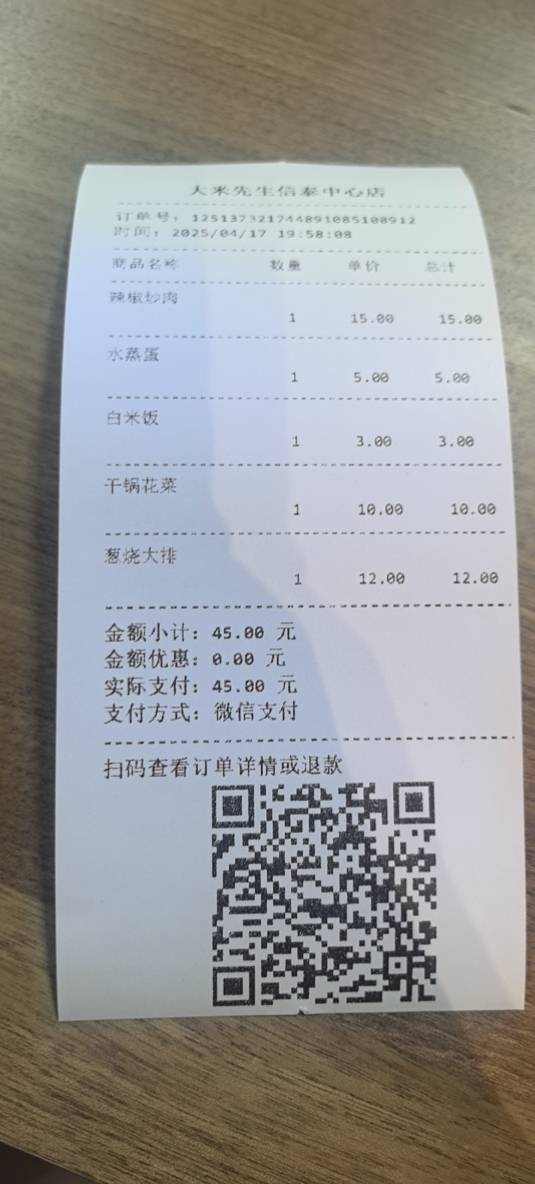 大米先生信泰中心店
订单号：125137321744891085108912
时间：2025/04/17 19:58:08
商品名称 数量 单价 总计
辣椒炒肉
1 15.00 15.00
水蒸蛋
1 5.00 5.00
白米饭
1 3.00 3.00
干锅花菜
1 10.00 10.00
葱烧大排
1 12.00 12.00
金额小计：45.00 元
金额优惠：0.00 元
实际支付：45.00 元
支付方式：微信支付
扫码查看订单详情或退款